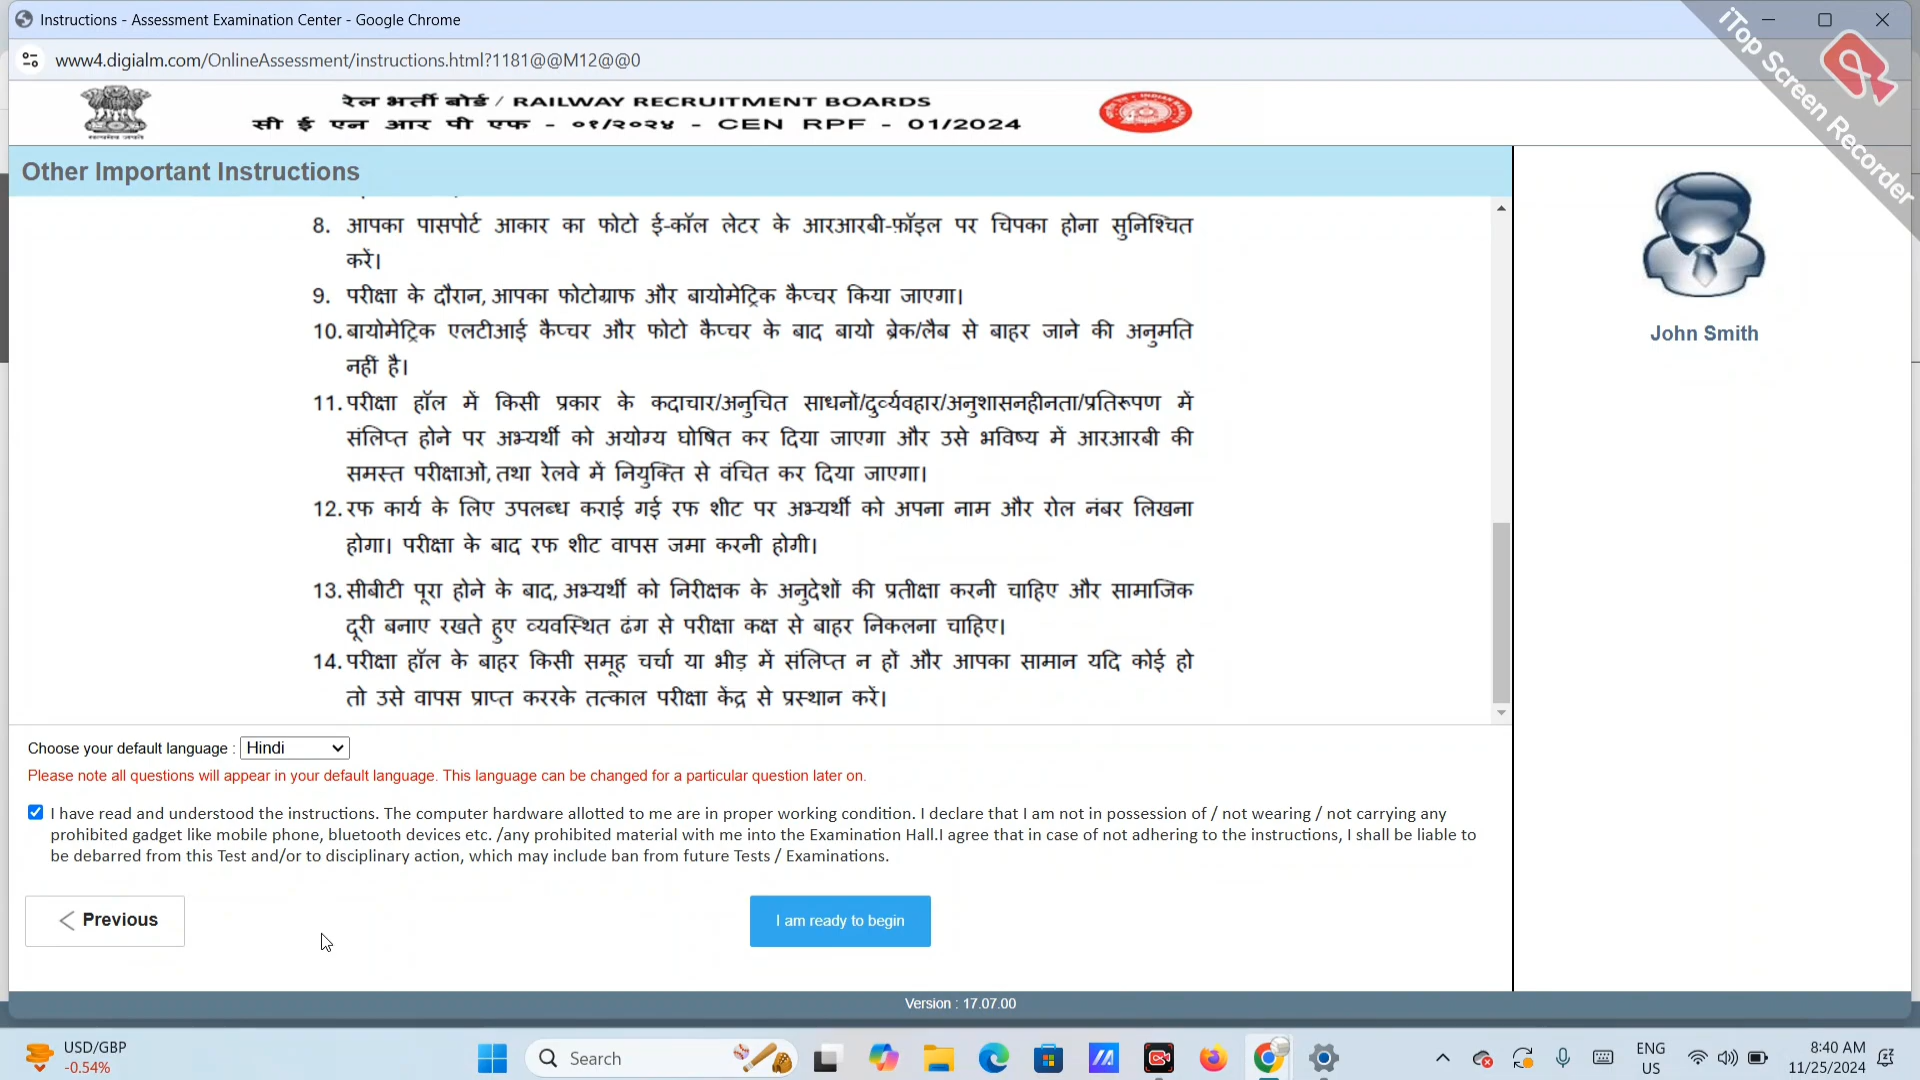 Instructions - Assessment Examination Center - Google Chrome
www4.digialm.com/OnlineAssessment/instructions.html?1181@@M12@@0
iTop Screen Recorder
रेल भर्ती बोर्ड / RAILWAY RECRUITMENT BOARDS
सी ई एन आर पी एफ - ०१/२०२४ - CEN RPF - 01/2024
Other Important Instructions
8. आपका पासपोर्ट आकार का फोटो ई-कॉल लेटर के आरआरबी-फ़ॉइल पर चिपका होना सुनिश्चित
करें।
9. परीक्षा के दौरान, आपका फोटोग्राफ और बायोमेट्रिक कैप्चर किया जाएगा।
10. बायोमेट्रिक एलटीआई कैप्चर और फोटो कैप्चर के बाद बायो ब्रेक/लैब से बाहर जाने की अनुमति
नहीं है।
11. परीक्षा हॉल में किसी प्रकार के कदाचार/अनुचित साधनों/दुर्व्यवहार/अनुशासनहीनता/प्रतिरूपण में
संलिप्त होने पर अभ्यर्थी को अयोग्य घोषित कर दिया जाएगा और उसे भविष्य में आरआरबी की
समस्त परीक्षाओं, तथा रेलवे में नियुक्ति से वंचित कर दिया जाएगा।
12. रफ कार्य के लिए उपलब्ध कराई गई रफ शीट पर अभ्यर्थी को अपना नाम और रोल नंबर लिखना
होगा। परीक्षा के बाद रफ शीट वापस जमा करनी होगी।
13. सीबीटी पूरा होने के बाद, अभ्यर्थी को निरीक्षक के अनुदेशों की प्रतीक्षा करनी चाहिए और सामाजिक
दूरी बनाए रखते हुए व्यवस्थित ढंग से परीक्षा कक्ष से बाहर निकलना चाहिए।
14. परीक्षा हॉल के बाहर किसी समूह चर्चा या भीड़ में संलिप्त न हों और आपका सामान यदि कोई हो
तो उसे वापस प्राप्त कररके तत्काल परीक्षा केंद्र से प्रस्थान करें।
John Smith
Choose your default language : Hindi
Please note all questions will appear in your default language. This language can be changed for a particular question later on.
I have read and understood the instructions. The computer hardware allotted to me are in proper working condition. I declare that I am not in possession of / not wearing / not carrying any
prohibited gadget like mobile phone, bluetooth devices etc. /any prohibited material with me into the Examination Hall.I agree that in case of not adhering to the instructions, I shall be liable to
be debarred from this Test and/or to disciplinary action, which may include ban from future Tests / Examinations.
Previous
I am ready to begin
Version : 17.07.00
USD/GBP
-0.54%
Search
ENG
US
8:40 AM
11/25/2024